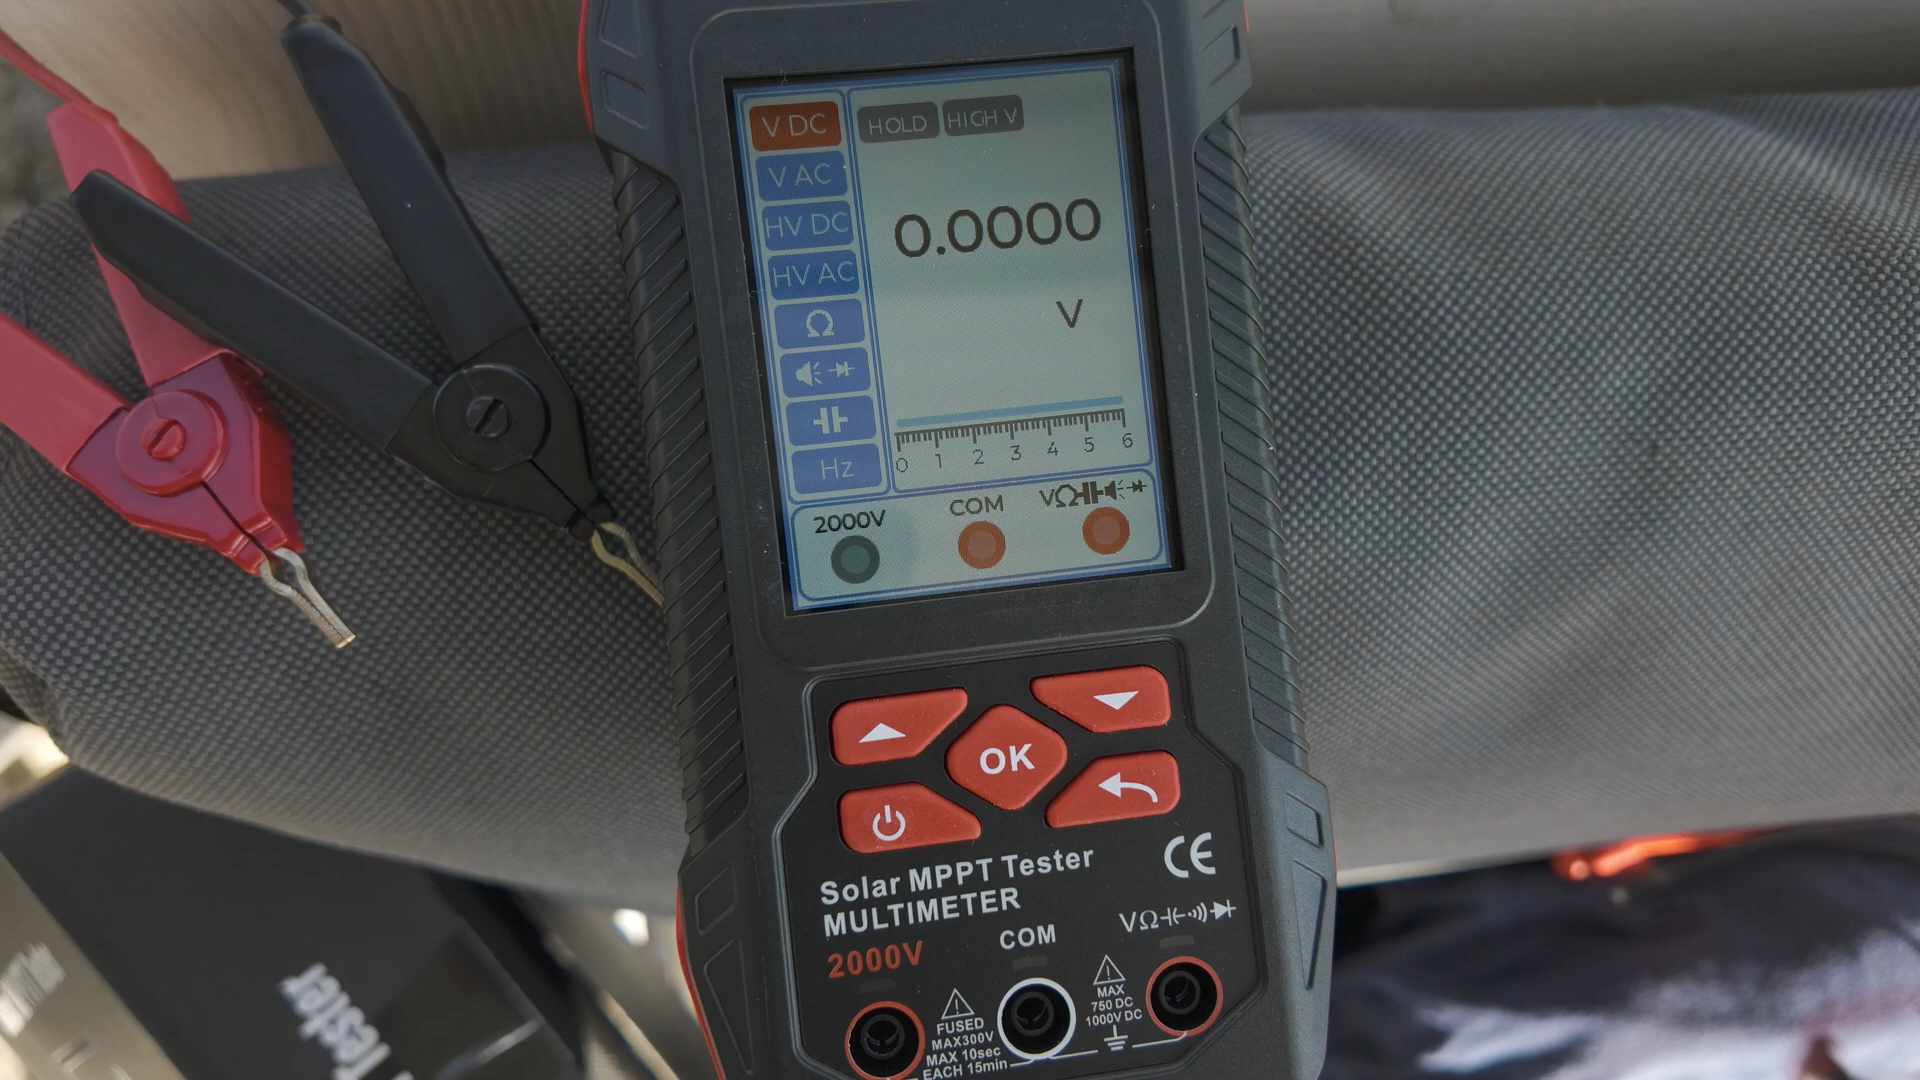 V DC
HOLD
HIGH V
V AC
HV DC
HV AC
Ω
Hz
0.0000
V
0 1 2 3 4 5 6
2000V
COM
VΩ
OK
Solar MPPT Tester
MULTIMETER
CE
2000V
COM
VΩ
FUSED
MAX300V
MAX 10sec
EACH 15min
MAX
750 DC
1000V DC
Tester